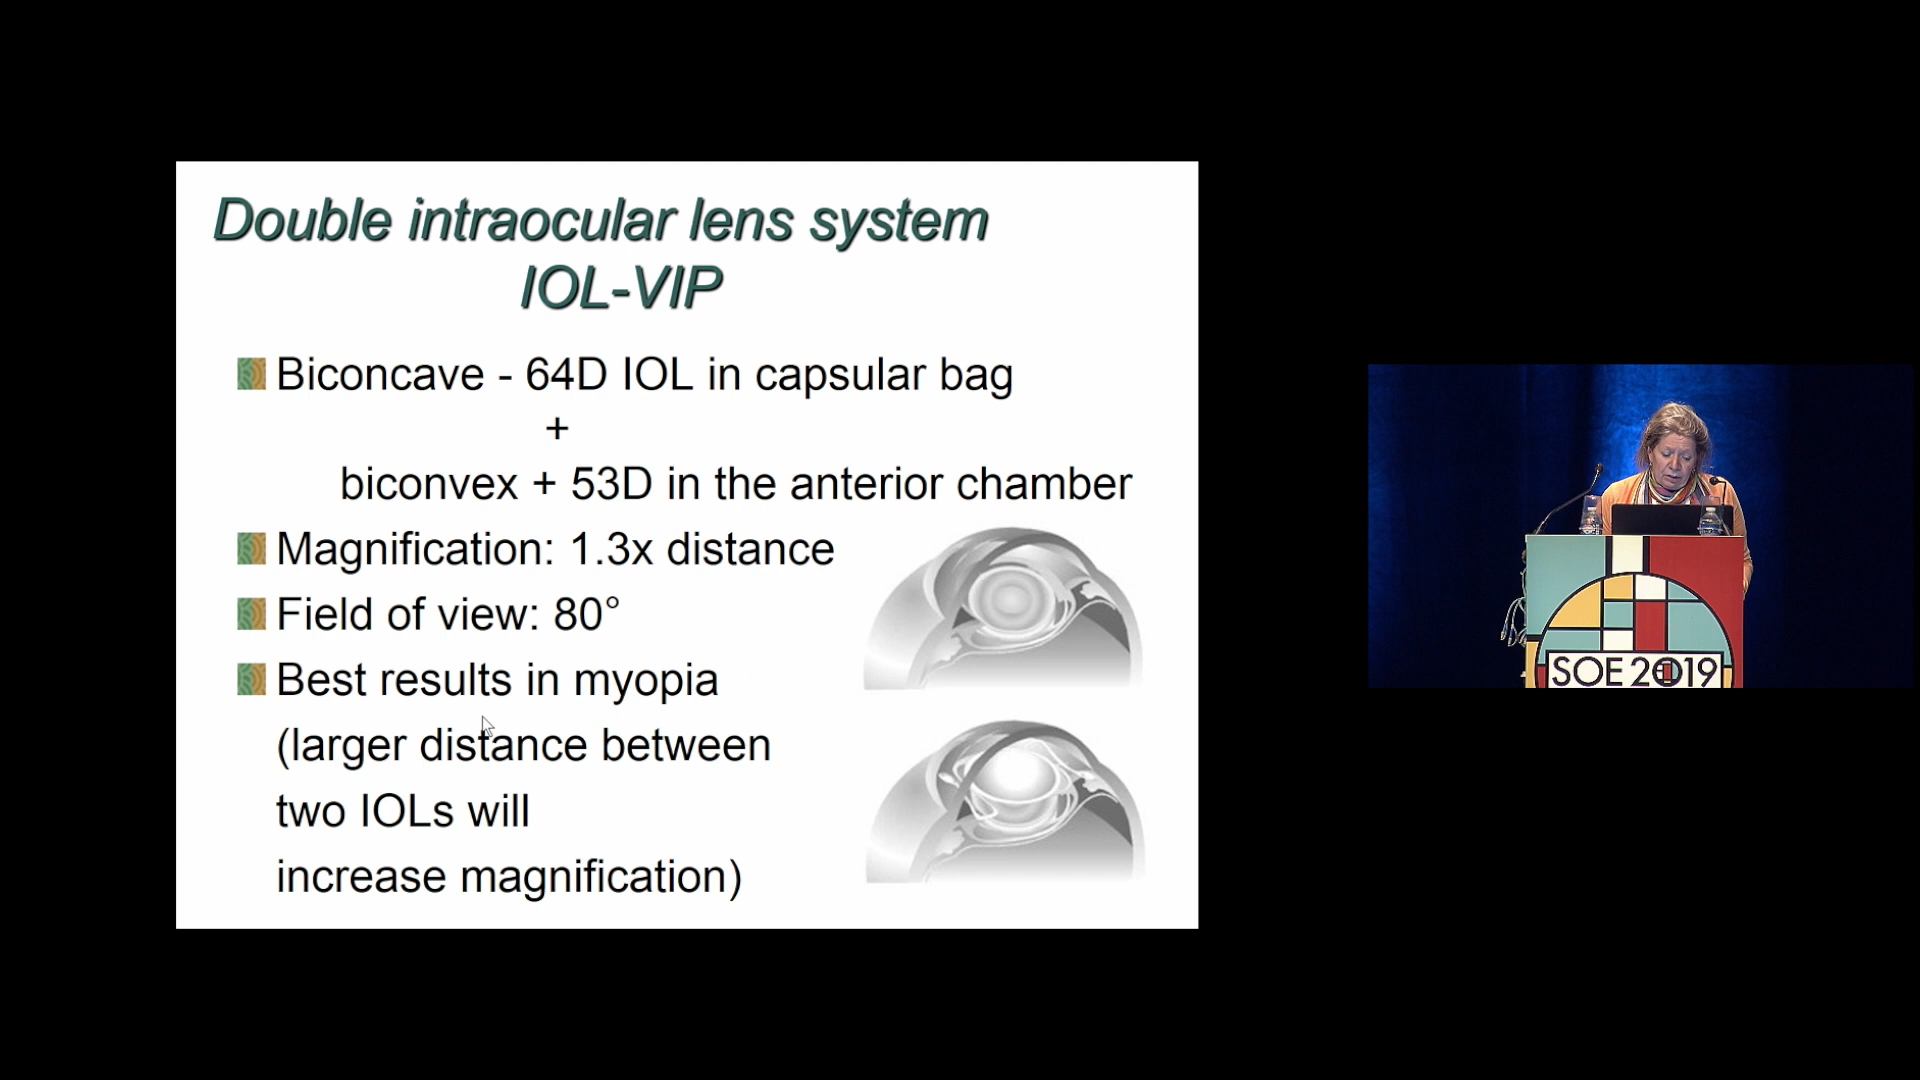 Double intraocular lens system
IOL-VIP
Biconcave - 64D IOL in capsular bag
+
biconvex + 53D in the anterior chamber
Magnification: 1.3x distance
Field of view: 80°
Best results in myopia
(larger distance between
two IOLs will
increase magnification)
SOE 2019